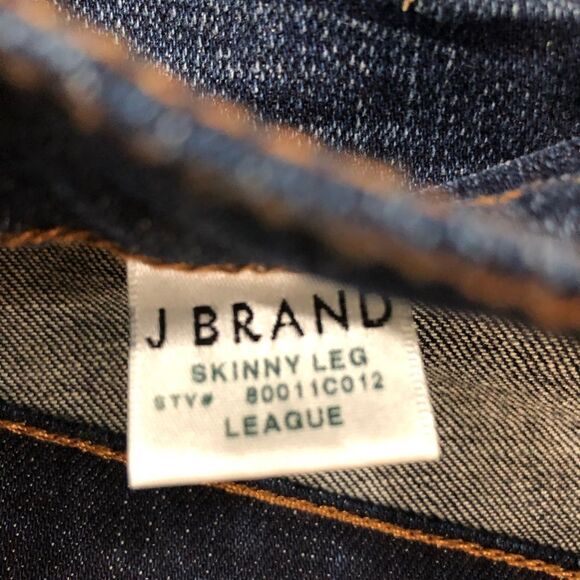 J BRAND
SKINNY LEG
STY# 80011C012
LEAGUE